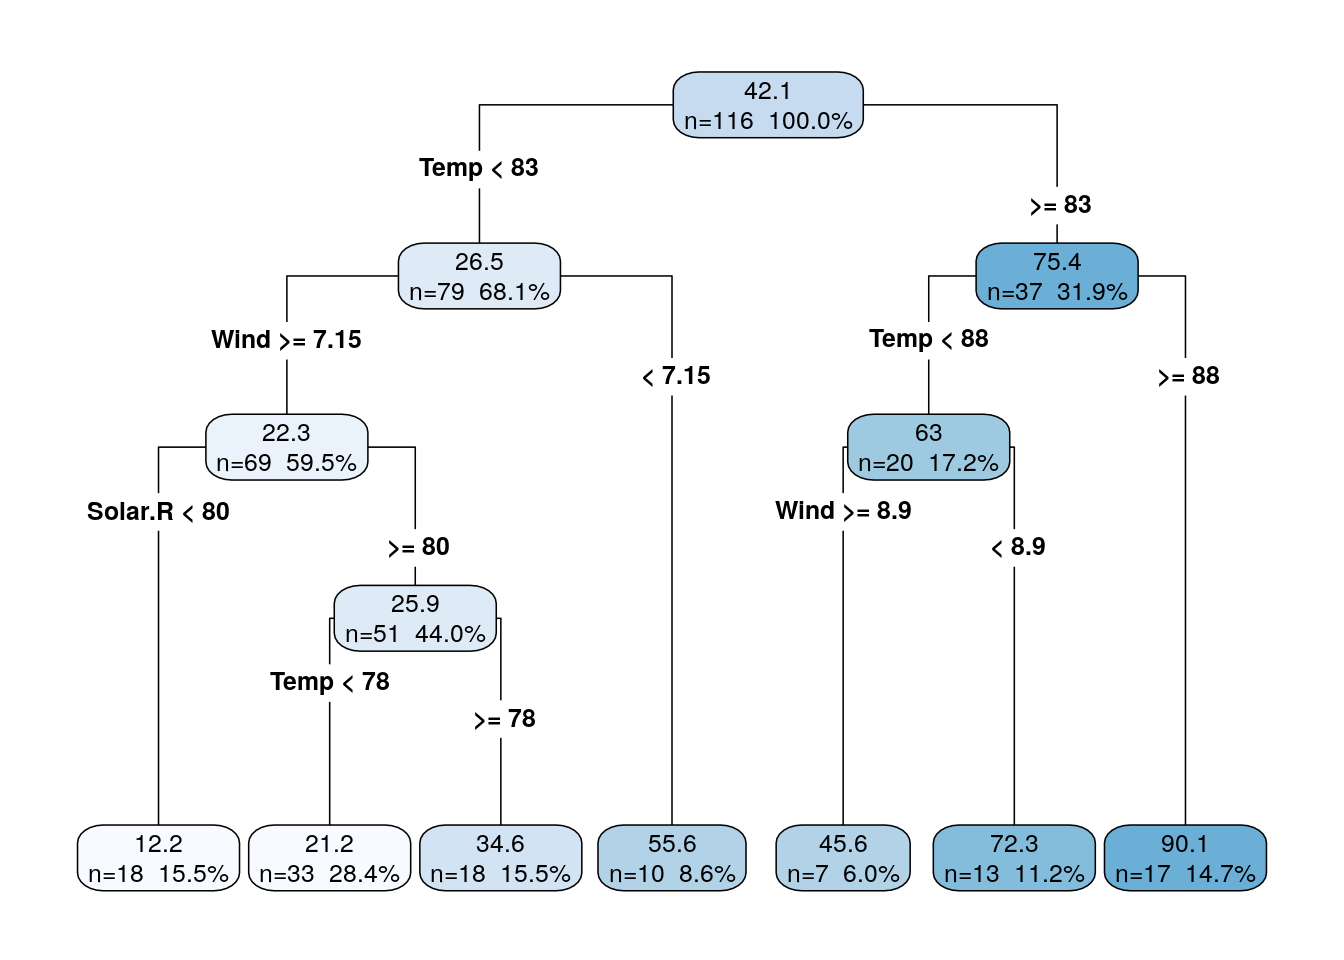 42.1
n=116 100.0%
Temp < 83
>= 83
26.5
n=79 68.1%
75.4
n=37 31.9%
Wind >= 7.15
< 7.15
Temp < 88
>= 88
22.3
n=69 59.5%
63
n=20 17.2%
Solar.R < 80
>= 80
Wind >= 8.9
< 8.9
25.9
n=51 44.0%
Temp < 78
>= 78
12.2
n=18 15.5%
21.2
n=33 28.4%
34.6
n=18 15.5%
55.6
n=10 8.6%
45.6
n=7 6.0%
72.3
n=13 11.2%
90.1
n=17 14.7%